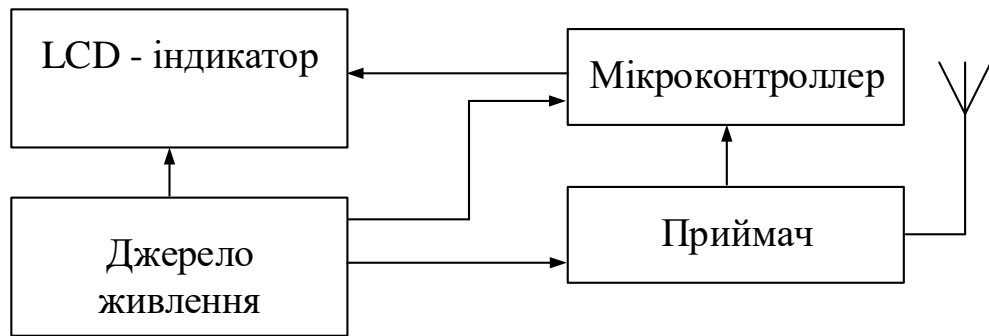 LCD - індикатор
Мікроконтроллер
Джерело
живлення
Приймач